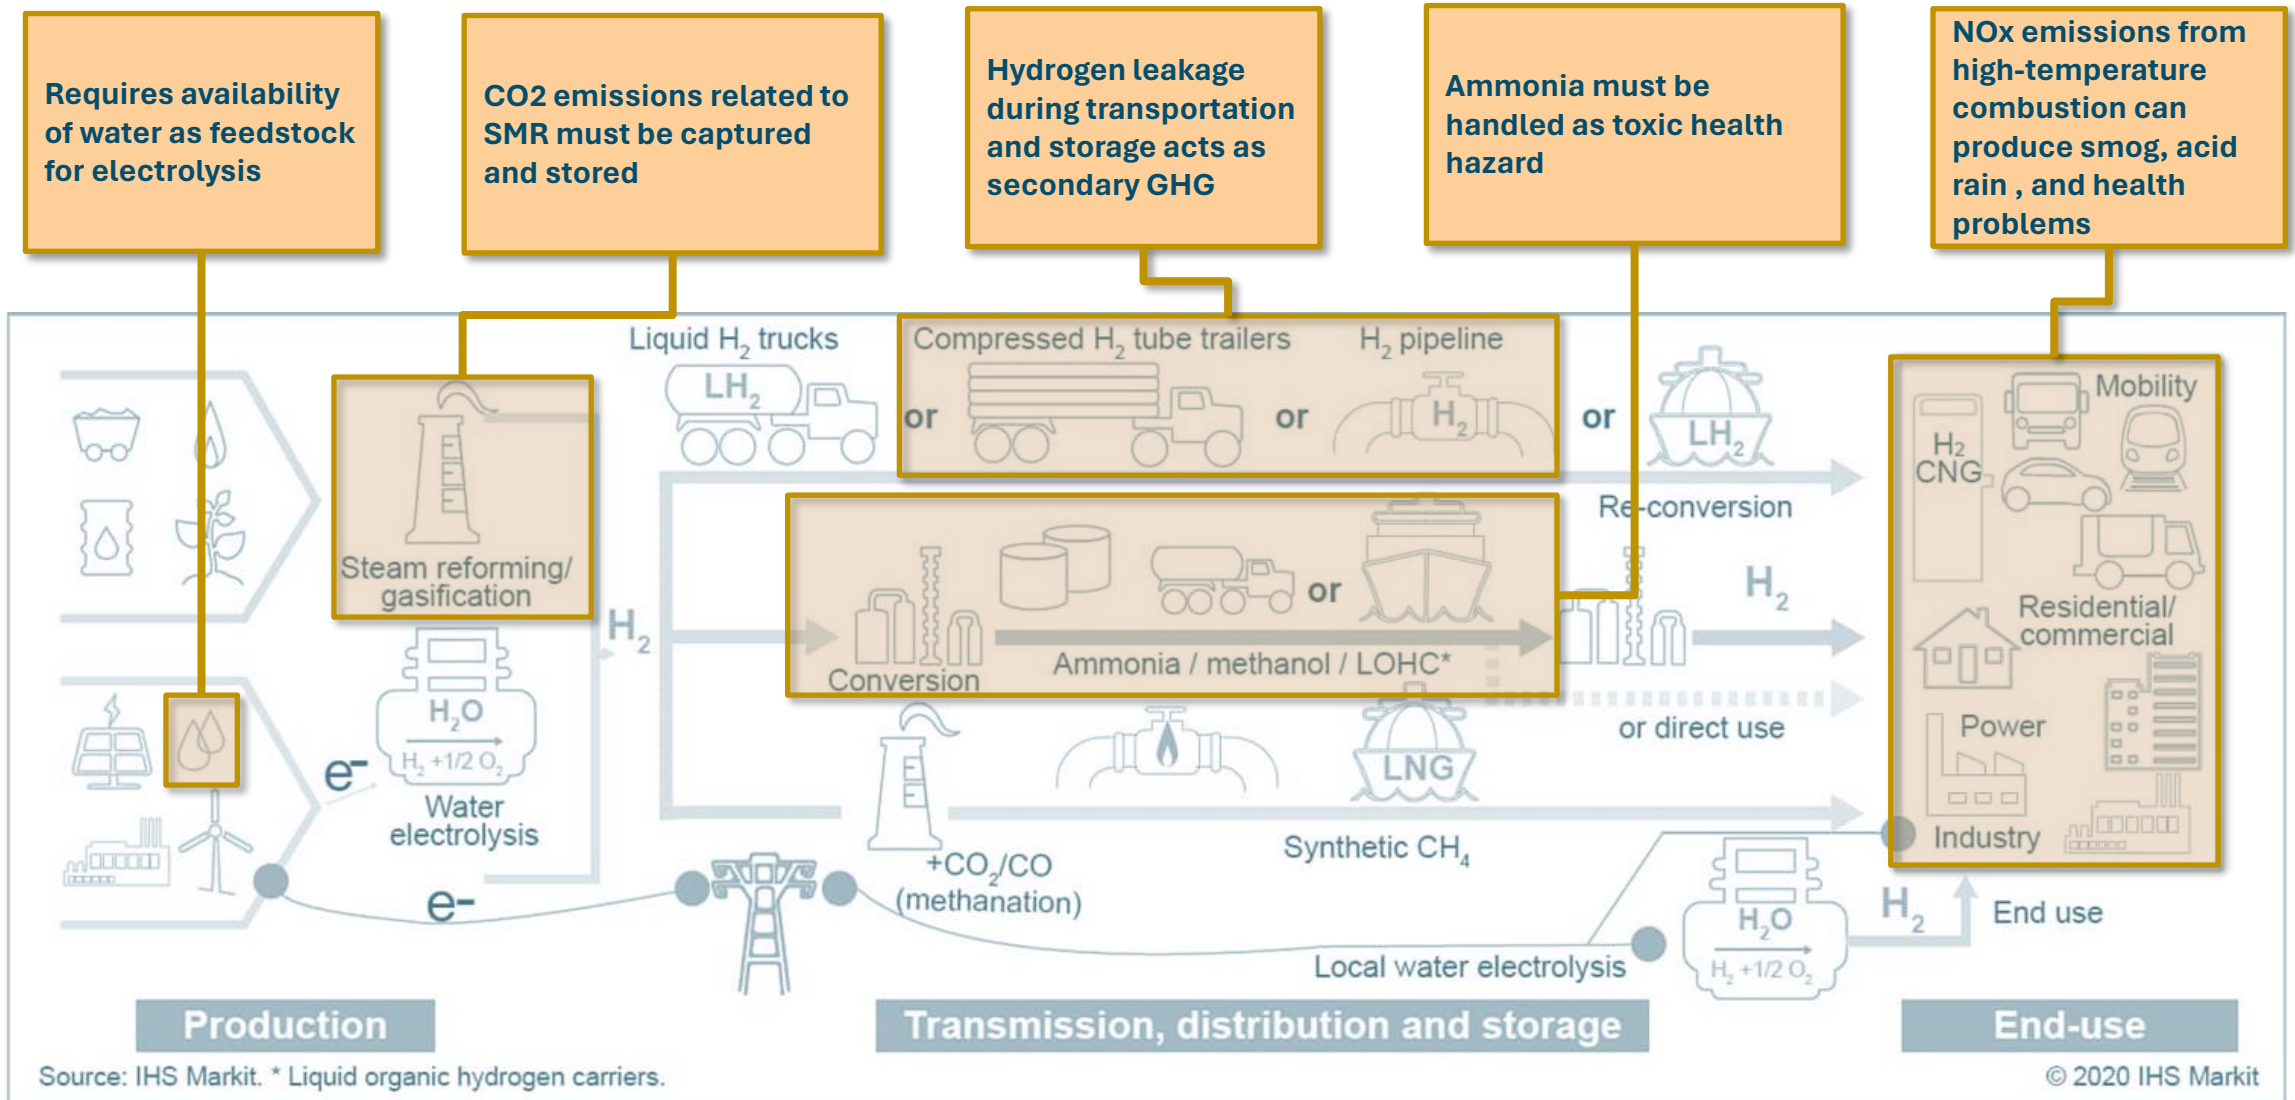 Requires availability
of water as feedstock
for electrolysis
CO2 emissions related to
SMR must be captured
and stored
Hydrogen leakage
during transportation
and storage acts as
secondary GHG
Ammonia must be
handled as toxic health
hazard
NOx emissions from
high-temperature
combustion can
produce smog, acid
rain , and health
problems
Liquid H₂ trucks
LH₂
or
Compressed H₂ tube trailers
or
H₂ pipeline
H₂
or
LH₂
Re-conversion
Steam reforming/
gasification
H₂
Conversion
or
Ammonia / methanol / LOHC*
H₂
or direct use
H₂O
H₂ +1/2 O₂
e-
Water
electrolysis
LNG
Synthetic CH₄
+CO₂/CO
(methanation)
e-
Local water electrolysis
H₂O
H₂ +1/2 O₂
H₂
End use
H₂
CNG
Mobility
Residential/
commercial
Power
Industry
Production
Transmission, distribution and storage
End-use
Source: IHS Markit. * Liquid organic hydrogen carriers.
© 2020 IHS Markit